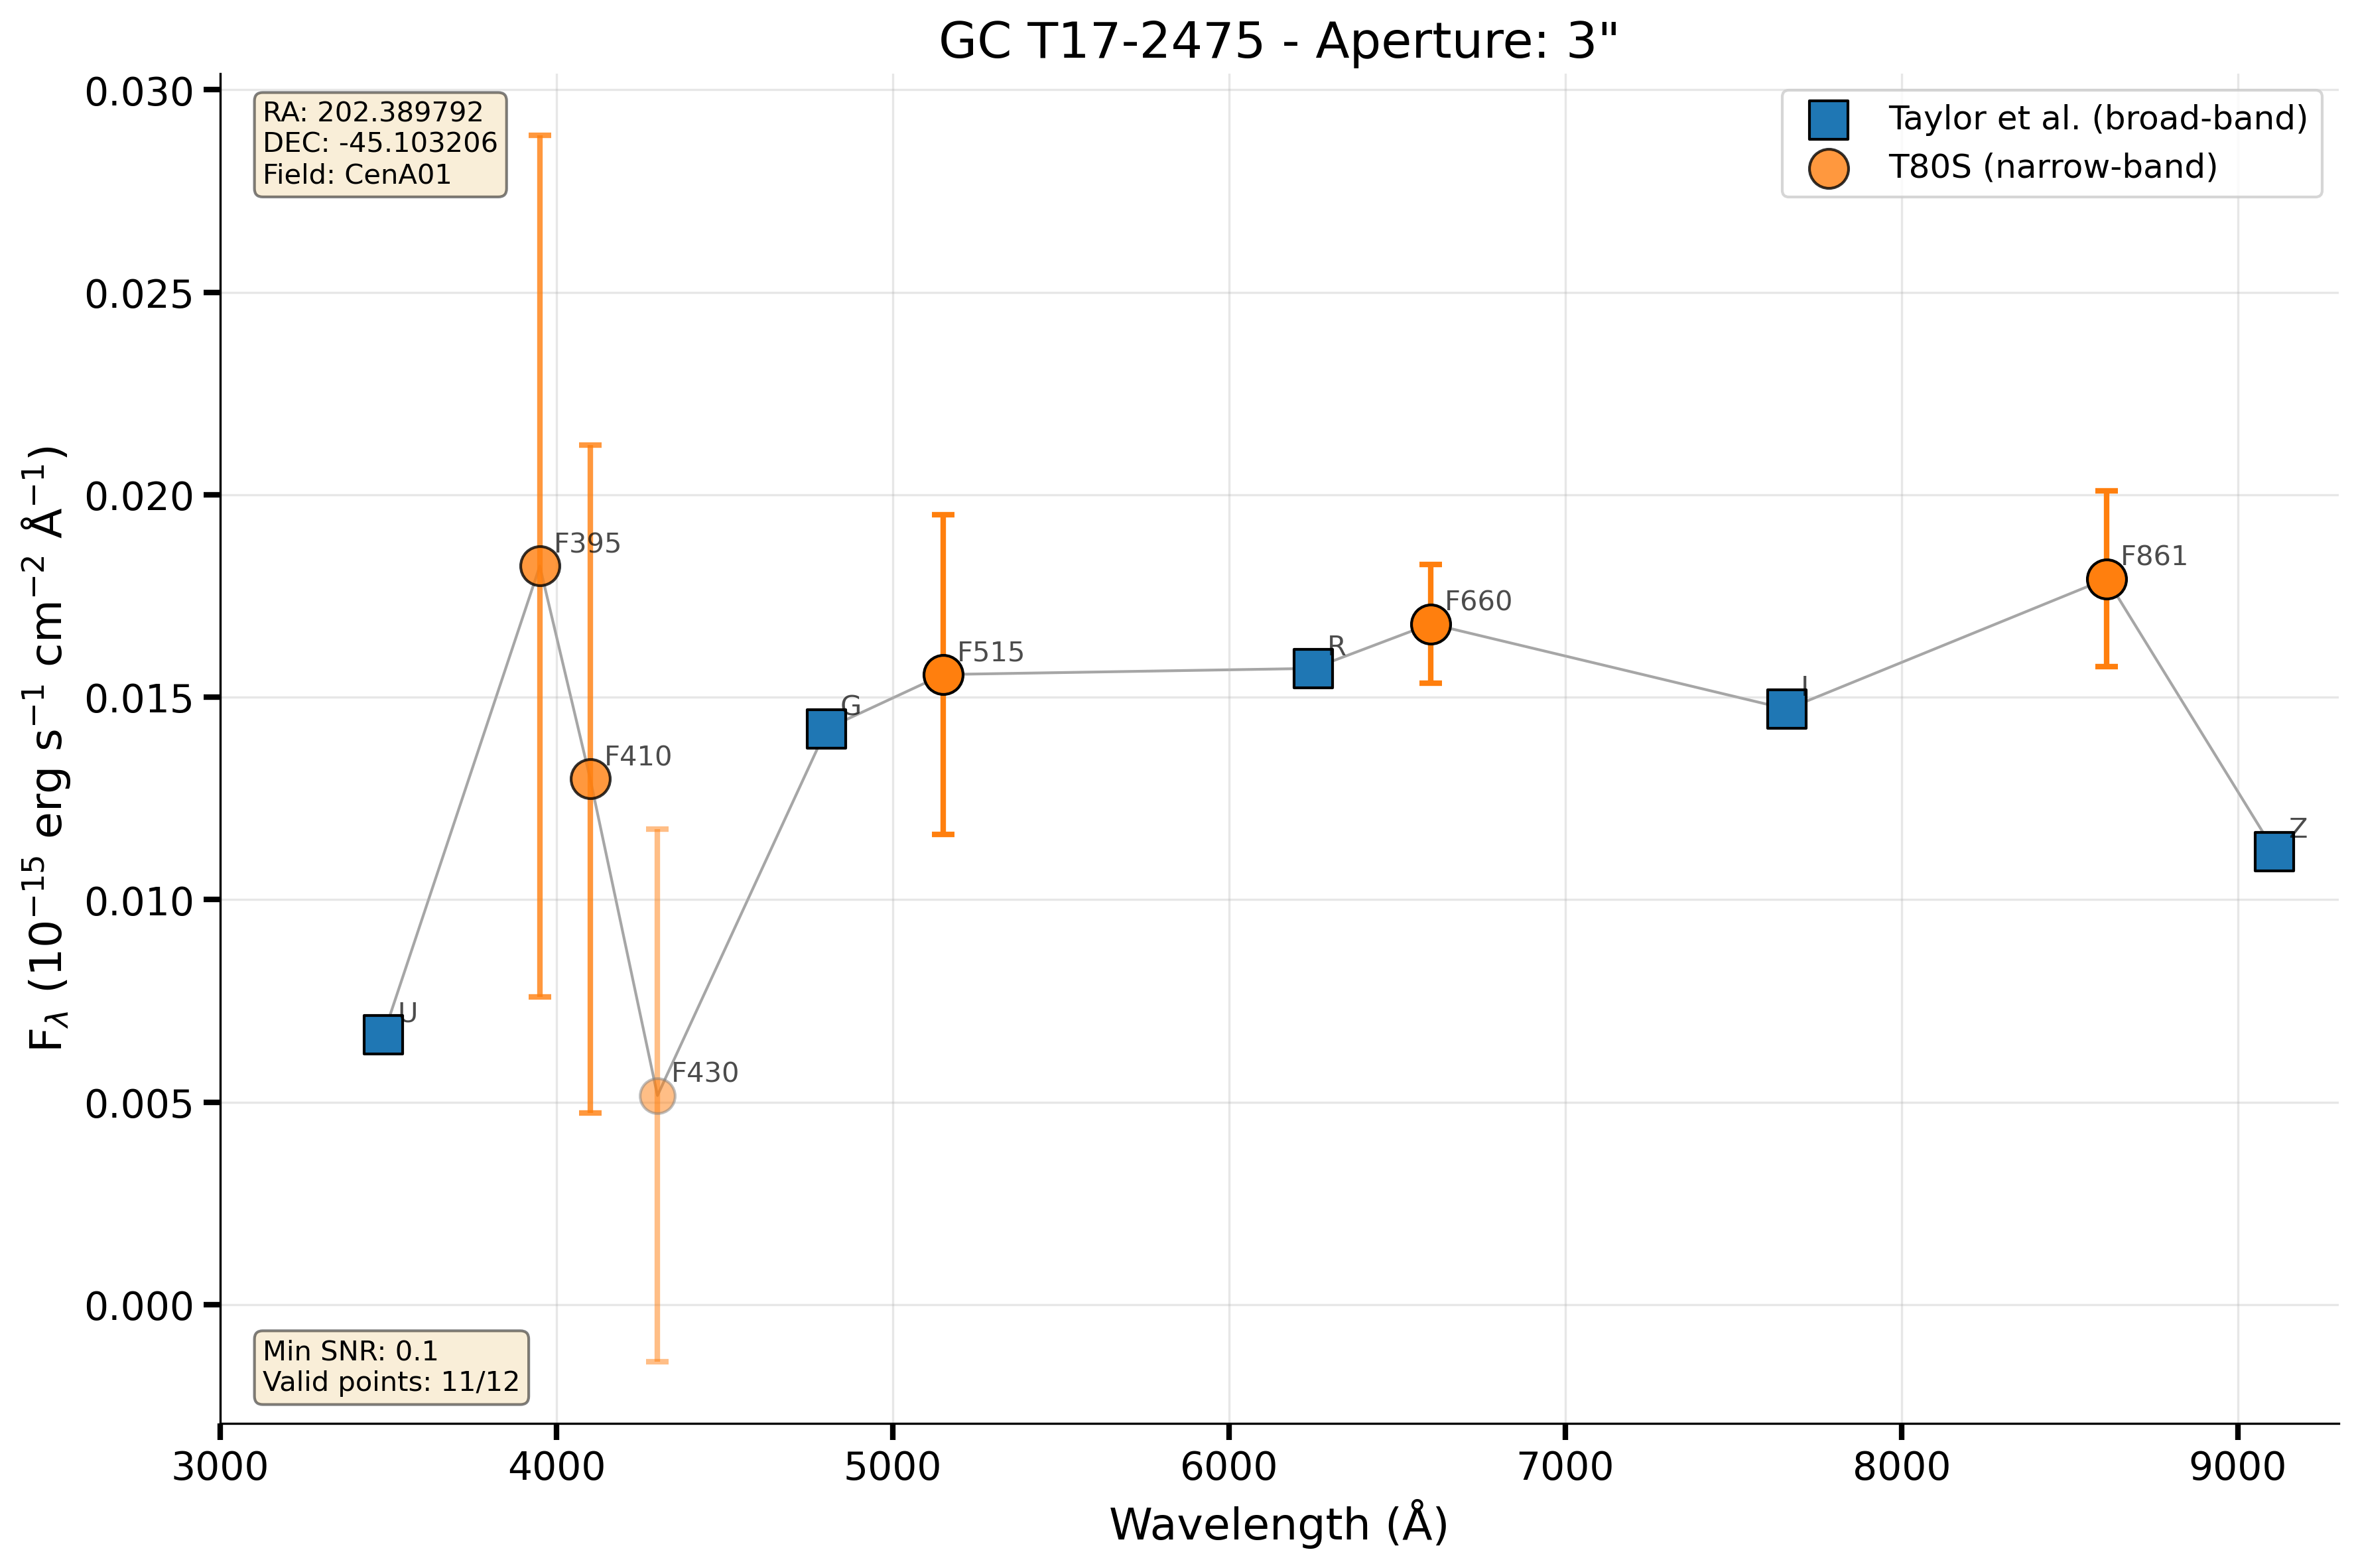 GC T17-2475 - Aperture: 3"
RA: 202.389792
DEC: -45.103206
Field: CenA01
Taylor et al. (broad-band)
T80S (narrow-band)
0.030
0.025
0.020
0.015
0.010
0.005
0.000
F_λ (10⁻¹⁵ erg s⁻¹ cm⁻² Å⁻¹)
U
F395
F410
F430
G
F515
R
F660
I
F861
Z
Min SNR: 0.1
Valid points: 11/12
3000 4000 5000 6000 7000 8000 9000
Wavelength (Å)